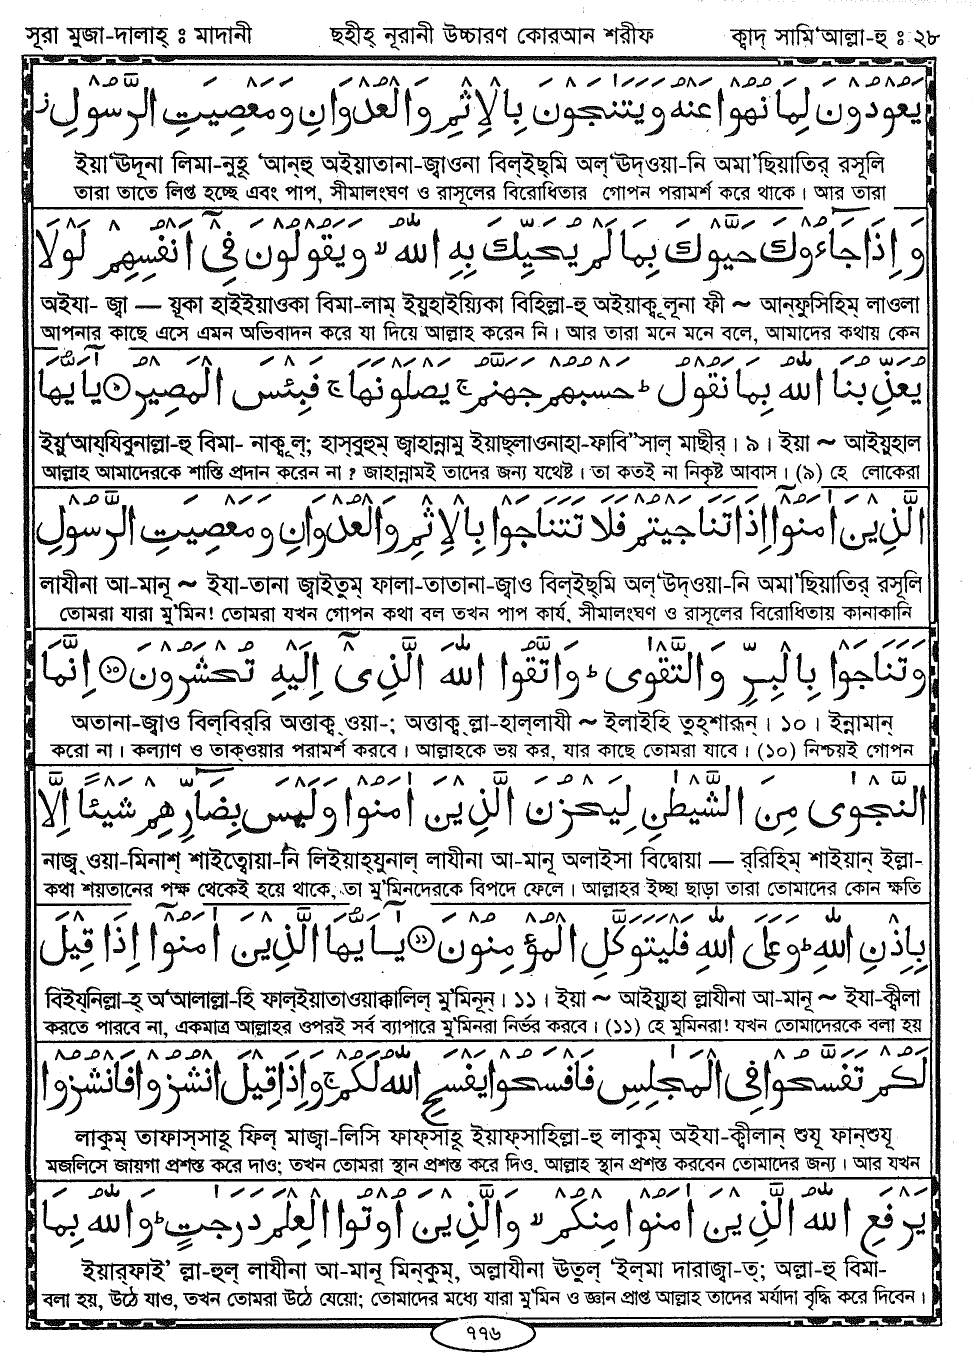 সূরা মুজা-দালাহ্ ঃ মাদানী ছহীহ্ নূরানী উচ্চারণ কোরআন শরীফ ক্বাদ্ সামি‘আল্লা-হু ঃ ২৮
يَعُوْدُوْنَ لِمَا نُهُوْا عَنْهُ وَيَتَنٰجَوْنَ بِالْاِثْمِ وَالْعُدْوَانِ وَمَعْصِيَتِ الرَّسُوْلِ ز
ইয়া‘ঊদূনা লিমা-নুহূ ‘আন্‌হু অইয়াতানা-জ্বাওনা বিল্‌ইছ্‌মি অল্‌ ‘উদ্‌ওয়া-নি অমা‘ছিয়াতির্ রসূলি
তারা তাতে লিপ্ত হচ্ছে এবং পাপ, সীমালংঘণ ও রাসূলের বিরোধিতার গোপন পরামর্শ করে থাকে। আর তারা
وَاِذَا جَآءُوْكَ حَيَّوْكَ بِمَا لَمْ يُحَيِّكَ بِهِ اللّٰهُ ۙ وَيَقُوْلُوْنَ فِيْٓ اَنْفُسِهِمْ لَوْلَا
অইযা- জ্বা — য়ূকা হাইইয়াওকা বিমা-লাম্ ইয়ুহাইয়্যিকা বিহিল্লা-হু অইয়াক্বূলূনা ফী ~ আন্‌ফুসিহিম্ লাওলা
আপনার কাছে এসে এমন অভিবাদন করে যা দিয়ে আল্লাহ করেন নি। আর তারা মনে মনে বলে, আমাদের কথায় কেন
يُعَذِّبُنَا اللّٰهُ بِمَا نَقُوْلُ ؕ حَسْبُهُمْ جَهَنَّمُ ۚ يَصْلَوْنَهَا ۚ فَبِئْسَ الْمَصِيْرُ ۝৯ يٰٓاَيُّهَا
ইয়ু‘আয্‌যিবুনাল্লা-হু বিমা- নাক্বূল্; হাস্‌বুহুম্ জ্বাহান্নামু ইয়াছ্‌লাওনাহা-ফাবি”সাল্ মাছীর্। ৯। ইয়া ~ আইয়ুহাল
আল্লাহ আমাদেরকে শাস্তি প্রদান করেন না ? জাহান্নামই তাদের জন্য যথেষ্ট। তা কতই না নিকৃষ্ট আবাস। (৯) হে লোকেরা
الَّذِيْنَ اٰمَنُوْٓا اِذَا تَنَاجَيْتُمْ فَلَا تَتَنَاجَوْا بِالْاِثْمِ وَالْعُدْوَانِ وَمَعْصِيَتِ الرَّسُوْلِ
লাযীনা আ-মানূ ~ ইযা-তানা জ্বাইতুম্ ফালা-তাতানা-জ্বাও বিল্‌ইছ্‌মি অল্‌‘উদ্‌ওয়া-নি অমা‘ছিয়াতির্ রসূলি
তোমরা যারা মু’মিন! তোমরা যখন গোপন কথা বল তখন পাপ কার্য, সীমালংঘণ ও রাসূলের বিরোধিতায় কানাকানি
وَتَنَاجَوْا بِالْبِرِّ وَالتَّقْوٰى ؕ وَاتَّقُوا اللّٰهَ الَّذِيْٓ اِلَيْهِ تُحْشَرُوْنَ ۝১০ اِنَّمَا
অতানা-জ্বাও বিল্‌বির্‌রি অত্তাক্ব্ ওয়া-; অত্তাক্ব্ ল্লা-হাল্‌লাযী ~ ইলাইহি তুহ্‌শারূন্। ১০। ইন্নামান্
করো না। কল্যাণ ও তাক্‌ওয়ার পরামর্শ করবে। আল্লাহকে ভয় কর, যার কাছে তোমরা যাবে। (১০) নিশ্চয়ই গোপন
النَّجْوٰى مِنَ الشَّيْطٰنِ لِيَحْزُنَ الَّذِيْنَ اٰمَنُوْا وَلَيْسَ بِضَآرِّهِمْ شَيْئًا اِلَّا
নাজ্ব্ ওয়া-মিনাশ্ শাইত্বোয়া-নি লিইয়াহ্‌যুনাল্ লাযীনা আ-মানূ অলাইসা বিদ্বোয়া — র্‌রিহিম্ শাইয়ান্ ইল্লা-
কথা শয়তানের পক্ষ থেকেই হয়ে থাকে, তা মু’মিনদেরকে বিপদে ফেলে। আল্লাহর ইচ্ছা ছাড়া তারা তোমাদের কোন ক্ষতি
بِاِذْنِ اللّٰهِ ؕ وَعَلَى اللّٰهِ فَلْيَتَوَكَّلِ الْمُؤْمِنُوْنَ ۝১১ يٰٓاَيُّهَا الَّذِيْنَ اٰمَنُوْٓا اِذَا قِيْلَ
বিইয্‌নিল্লা-হ্ অ‘আলাল্লা-হি ফাল্‌ইয়াতাওয়াক্কালিল্ মু’মিনূন্। ১১। ইয়া ~ আইয়্যুহা ল্লাযীনা আ-মানূ ~ ইযা-ক্বীলা
করতে পারবে না, একমাত্র আল্লাহর ওপরই সর্ব ব্যাপারে মু’মিনরা নির্ভর করবে। (১১) হে মুমিনরা! যখন তোমাদেরকে বলা হয়
لَكُمْ تَفَسَّحُوْا فِي الْمَجٰلِسِ فَافْسَحُوْا يَفْسَحِ اللّٰهُ لَكُمْ ۚ وَاِذَا قِيْلَ انْشُزُوْا فَانْشُزُوْا
লাকুম্ তাফাস্‌সাহূ ফিল্ মাজ্বা-লিসি ফাফ্‌সাহূ ইয়াফ্‌সাহিল্লা-হু লাকুম্ অইযা-ক্বীলান্ শুযূ ফান্‌শুযূ
মজলিসে জায়গা প্রশস্ত করে দাও; তখন তোমরা স্থান প্রশস্ত করে দিও. আল্লাহ স্থান প্রশস্ত করবেন তোমাদের জন্য। আর যখন
يَرْفَعِ اللّٰهُ الَّذِيْنَ اٰمَنُوْا مِنْكُمْ ۙ وَالَّذِيْنَ اُوْتُوا الْعِلْمَ دَرَجٰتٍ ؕ وَاللّٰهُ بِمَا
ইয়ার্‌ফাই’ ল্লা-হুল্ লাযীনা আ-মানূ মিন্‌কুম্, অল্লাযীনা ঊতুল্ ‘ইল্‌মা দারাজ্বা-ত্; অল্লা-হু বিমা-
বলা হয়, উঠে যাও, তখন তোমরা উঠে যেয়ো; তোমাদের মধ্যে যারা মু’মিন ও জ্ঞান প্রাপ্ত আল্লাহ তাদের মর্যাদা বৃদ্ধি করে দিবেন।
৭৭৬